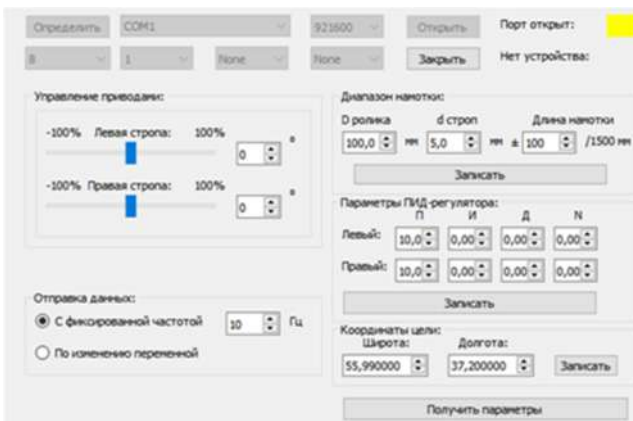 Определить COM1 921600 Открыть Порт открыт:
8 1 None None Закрыть Нет устройства:
Управление приводами:
-100% Левая стропа: 100%
0 °
-100% Правая стропа: 100%
0 °
Отправка данных:
С фиксированной частотой 10 Гц
По изменению переменной
Диапазон намотки:
D ролика d строп Длина намотки
100,0 мм 5,0 мм ± 100 /1500 мм
Записать
Параметры ПИД-регулятора:
П И Д N
Левый: 10,0 0,00 0,00 0,00
Правый: 10,0 0,00 0,00 0,00
Записать
Координаты цели:
Широта: Долгота:
55,990000 37,200000 Записать
Получить параметры